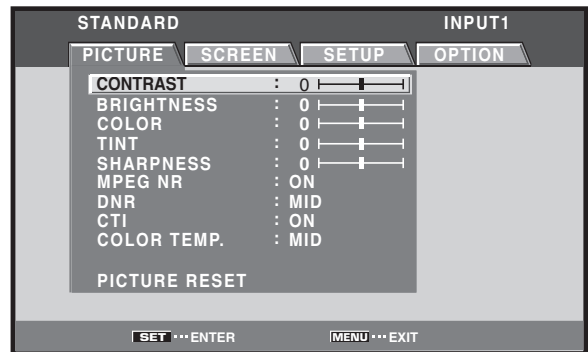 STANDARD INPUT1
PICTURE SCREEN SETUP OPTION
CONTRAST : 0
BRIGHTNESS : 0
COLOR : 0
TINT : 0
SHARPNESS : 0
MPEG NR : ON
DNR : MID
CTI : ON
COLOR TEMP. : MID
PICTURE RESET
SET ··· ENTER MENU ··· EXIT